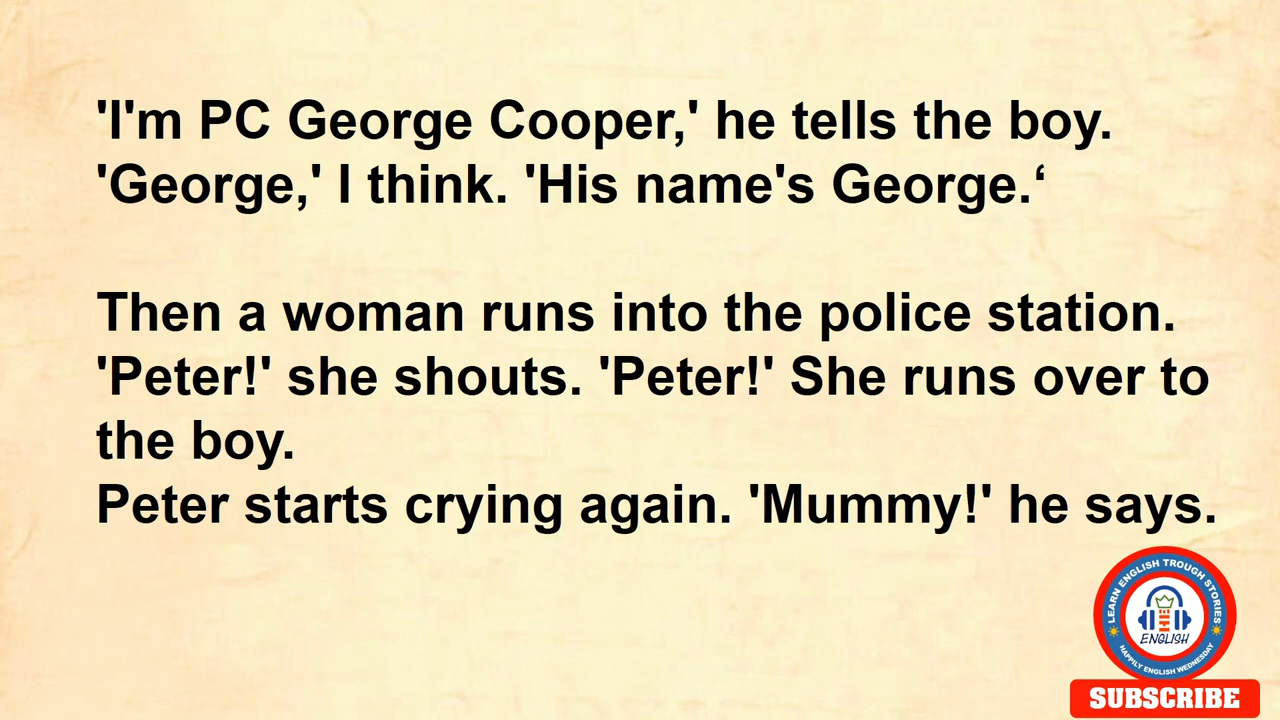 'I'm PC George Cooper,' he tells the boy.
'George,' I think. 'His name's George.‘
Then a woman runs into the police station.
'Peter!' she shouts. 'Peter!' She runs over to
the boy.
Peter starts crying again. 'Mummy!' he says.
LEARN ENGLISH TROUGH STORIES
ENGLISH
HAPPILY ENGLISH WEDNESDAY
SUBSCRIBE